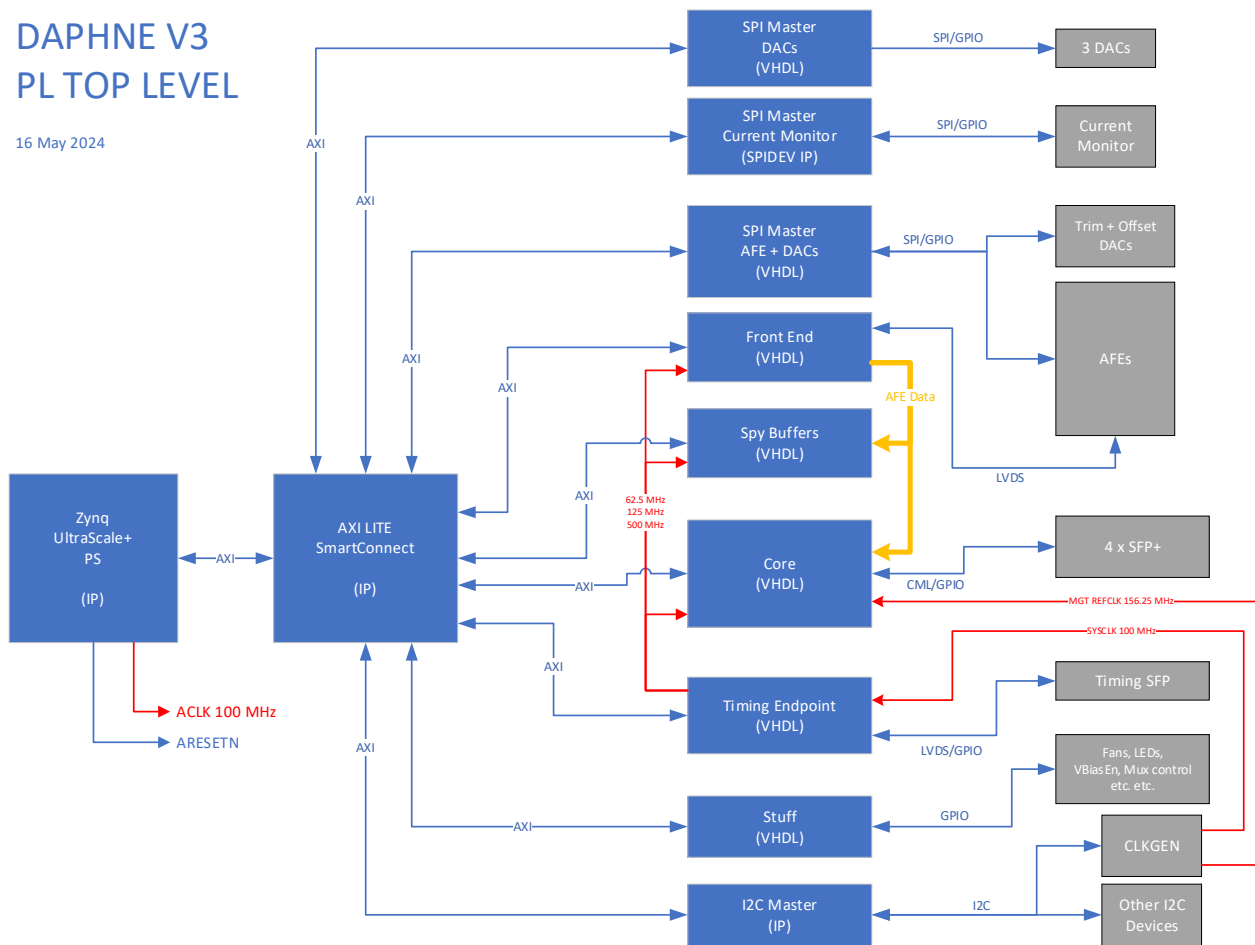 DAPHNE V3
PL TOP LEVEL
16 May 2024
SPI Master
DACs
(VHDL)
SPI/GPIO
3 DACs
AXI
SPI Master
Current Monitor
(SPIDEV IP)
SPI/GPIO
Current
Monitor
AXI
SPI Master
AFE + DACs
(VHDL)
SPI/GPIO
Trim + Offset
DACs
AXI
Front End
(VHDL)
AFEs
AXI
AFE Data
Spy Buffers
(VHDL)
LVDS
AXI
62.5 MHz
125 MHz
500 MHz
Zynq
UltraScale+
PS
(IP)
AXI
AXI LITE
SmartConnect
(IP)
AXI
Core
(VHDL)
CML/GPIO
4 x SFP+
MGT REFCLK 156.25 MHz
SYSCLK 100 MHz
AXI
Timing Endpoint
(VHDL)
Timing SFP
LVDS/GPIO
ACLK 100 MHz
ARESETN
AXI
Fans, LEDs,
VBiasEn, Mux control
etc. etc.
AXI
Stuff
(VHDL)
GPIO
CLKGEN
I2C Master
(IP)
I2C
Other I2C
Devices